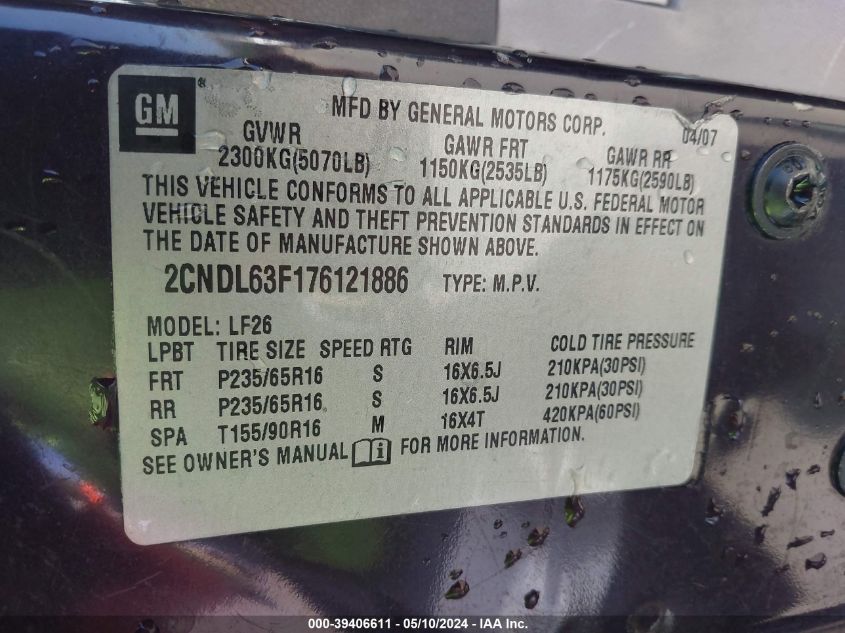 GM
MFD BY GENERAL MOTORS CORP.
04/07
GVWR GAWR FRT GAWR RR
2300KG(5070LB) 1150KG(2535LB) 1175KG(2590LB)
THIS VEHICLE CONFORMS TO ALL APPLICABLE U.S. FEDERAL MOTOR
VEHICLE SAFETY AND THEFT PREVENTION STANDARDS IN EFFECT ON
THE DATE OF MANUFACTURE SHOWN ABOVE.
2CNDL63F176121886 TYPE: M.P.V.
MODEL: LF26
LPBT TIRE SIZE SPEED RTG RIM COLD TIRE PRESSURE
FRT P235/65R16 S 16X6.5J 210KPA(30PSI)
RR P235/65R16 S 16X6.5J 210KPA(30PSI)
SPA T155/90R16 M 16X4T 420KPA(60PSI)
SEE OWNER'S MANUAL i FOR MORE INFORMATION.
000-39406611 - 05/10/2024 - IAA Inc.